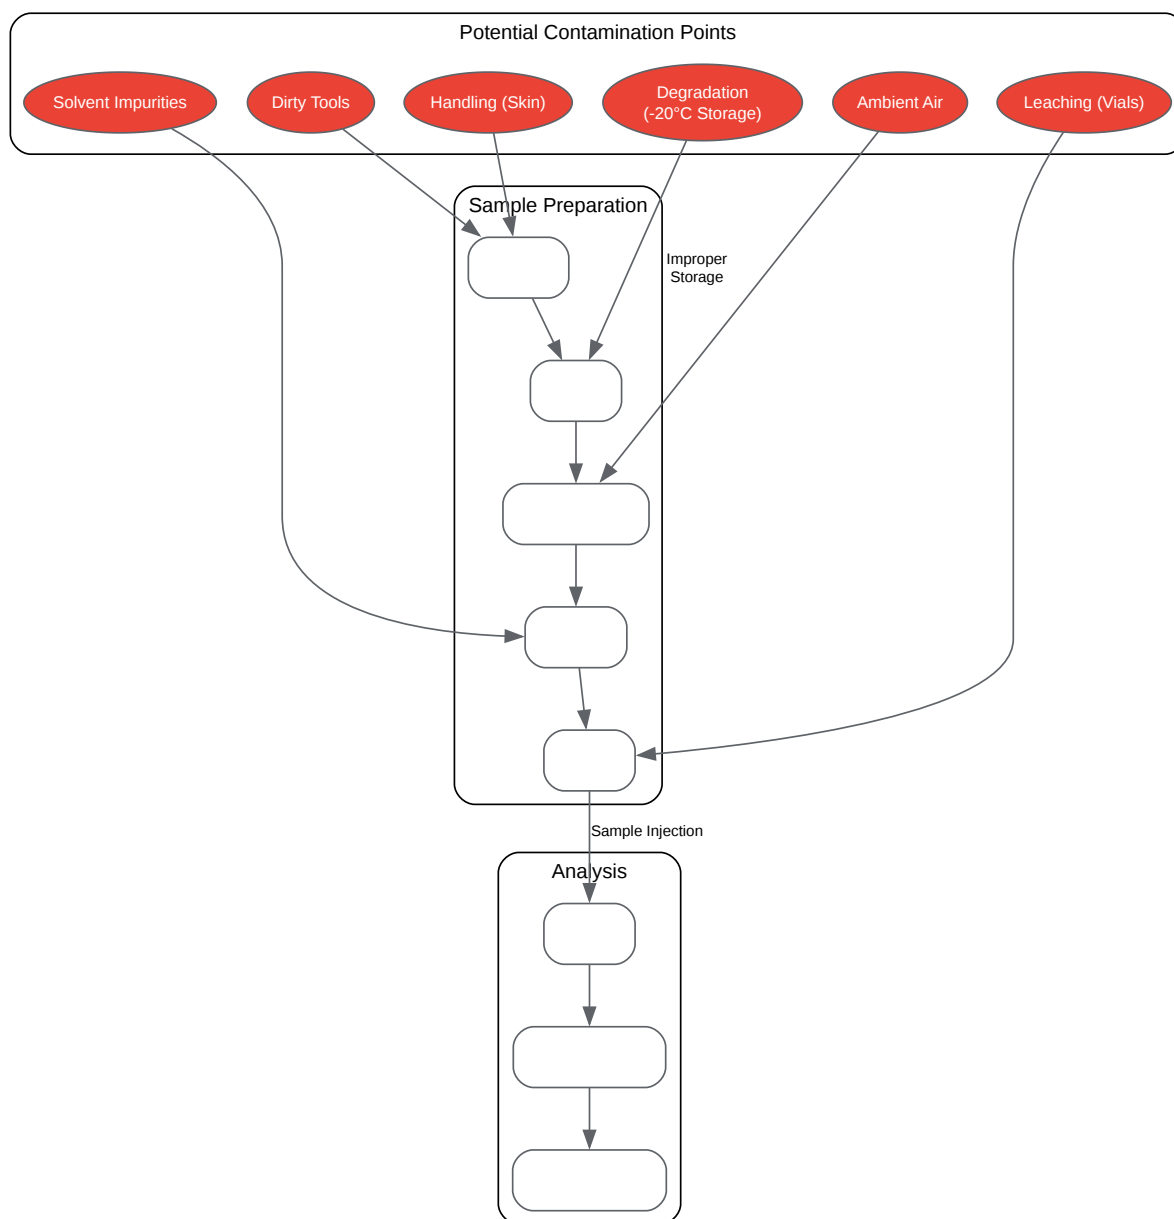 Potential Contamination Points
Solvent Impurities
Dirty Tools
Handling (Skin)
Degradation
(-20°C Storage)
Ambient Air
Leaching (Vials)
Sample Preparation
Improper
Storage
Sample Injection
Analysis